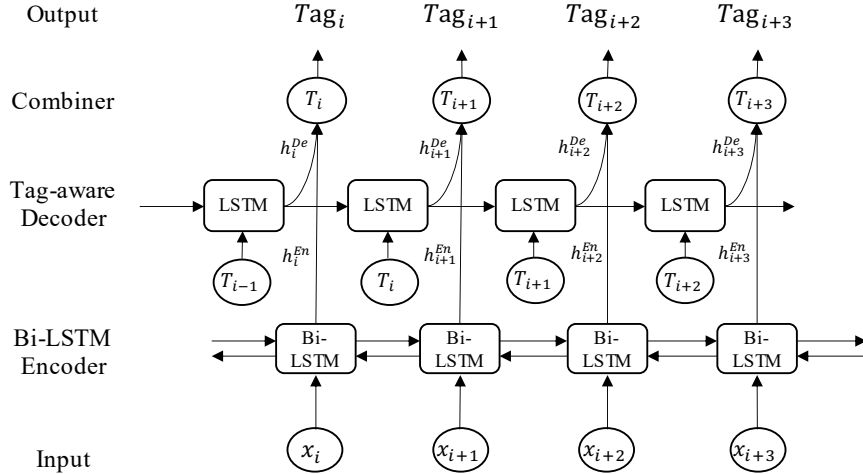 Output Tag_i Tag_{i+1} Tag_{i+2} Tag_{i+3}
Combiner T_i T_{i+1} T_{i+2} T_{i+3}
h_i^{De} h_{i+1}^{De} h_{i+2}^{De} h_{i+3}^{De}
Tag-aware
Decoder
LSTM LSTM LSTM LSTM
h_i^{En} h_{i+1}^{En} h_{i+2}^{En} h_{i+3}^{En}
T_{i-1} T_i T_{i+1} T_{i+2}
Bi-LSTM
Encoder
Bi- Bi- Bi- Bi-
LSTM LSTM LSTM LSTM
Input x_i x_{i+1} x_{i+2} x_{i+3}